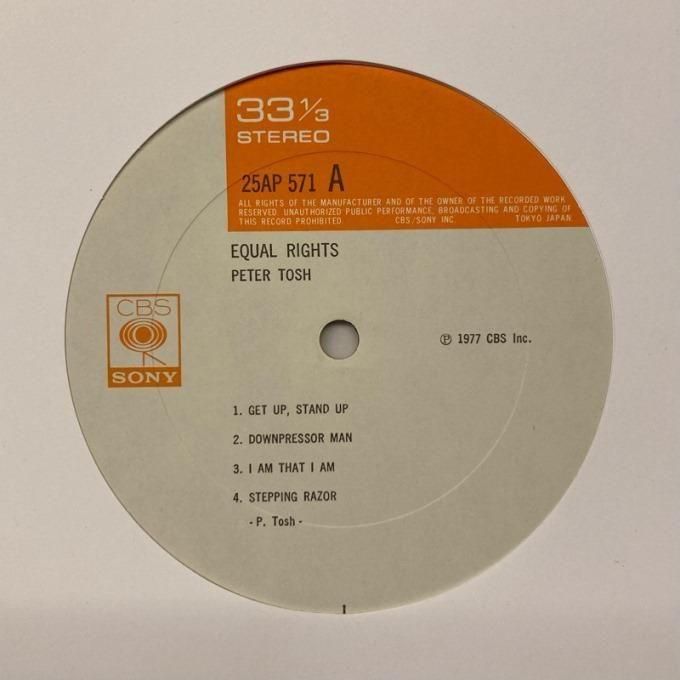 33 1/3
STEREO
25AP 571 A
ALL RIGHTS OF THE MANUFACTURER AND OF THE OWNER OF THE RECORDED WORK
RESERVED. UNAUTHORIZED PUBLIC PERFORMANCE, BROADCASTING AND COPYING OF
THIS RECORD PROHIBITED. CBS/SONY INC. TOKYO JAPAN.
EQUAL RIGHTS
PETER TOSH
CBS
SONY
℗ 1977 CBS Inc.
1. GET UP, STAND UP
2. DOWNPRESSOR MAN
3. I AM THAT I AM
4. STEPPING RAZOR
- P. Tosh -